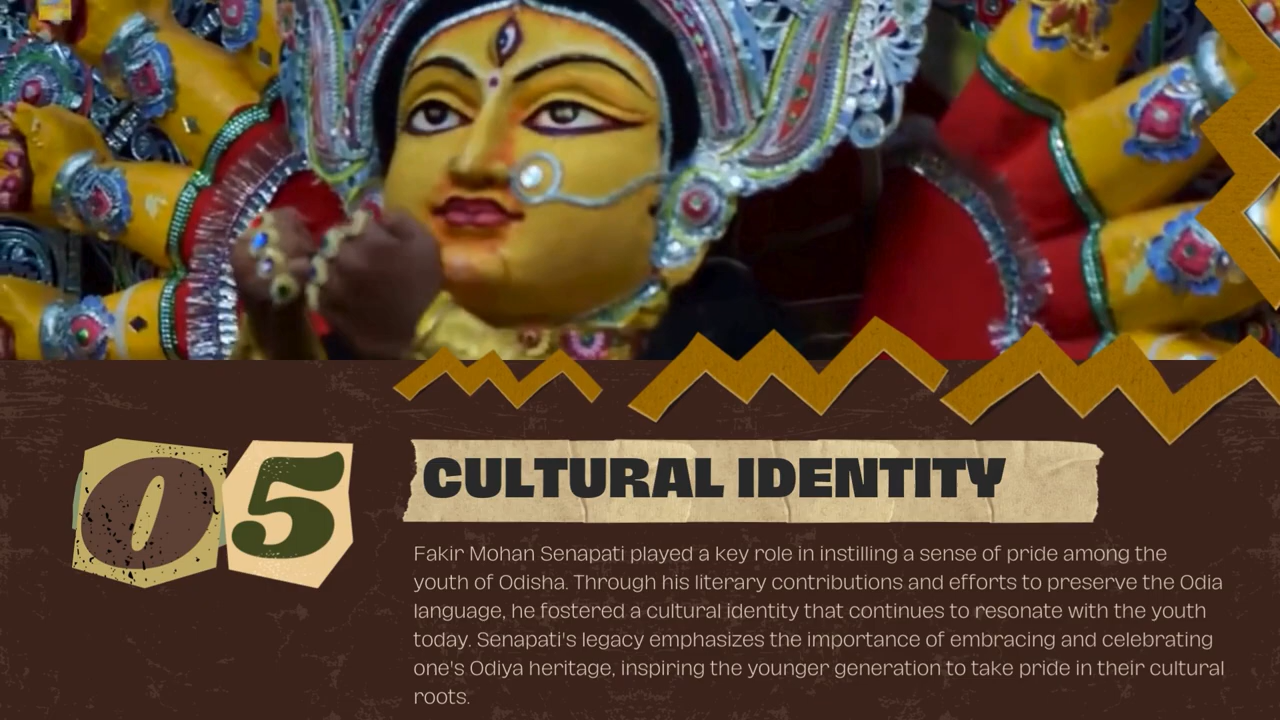 05
CULTURAL IDENTITY
Fakir Mohan Senapati played a key role in instilling a sense of pride among the
youth of Odisha. Through his literary contributions and efforts to preserve the Odia
language, he fostered a cultural identity that continues to resonate with the youth
today. Senapati's legacy emphasizes the importance of embracing and celebrating
one's Odiya heritage, inspiring the younger generation to take pride in their cultural
roots.